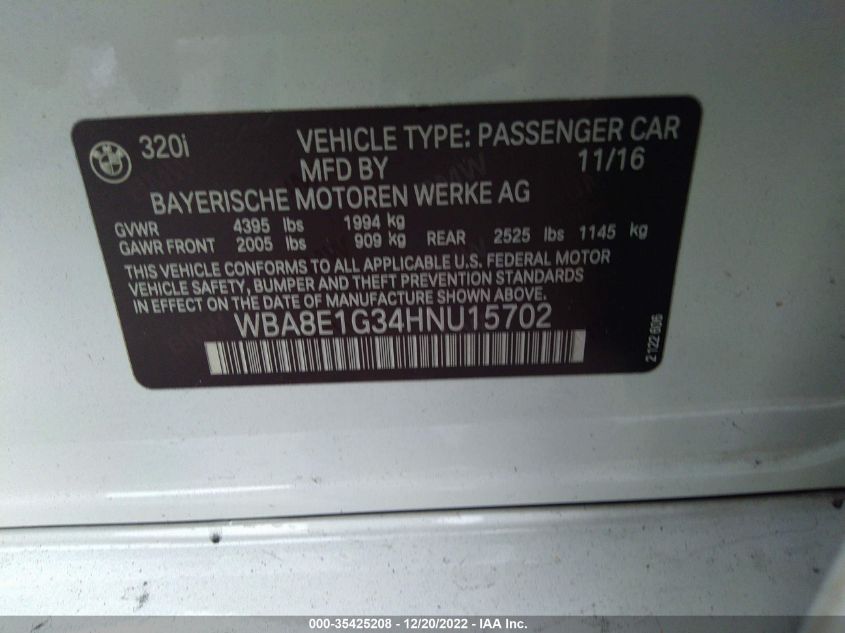 320i VEHICLE TYPE: PASSENGER CAR
MFD BY 11/16
BAYERISCHE MOTOREN WERKE AG
GVWR 4395 lbs 1994 kg
GAWR FRONT 2005 lbs 909 kg REAR 2525 lbs 1145 kg
THIS VEHICLE CONFORMS TO ALL APPLICABLE U.S. FEDERAL MOTOR
VEHICLE SAFETY, BUMPER AND THEFT PREVENTION STANDARDS
IN EFFECT ON THE DATE OF MANUFACTURE SHOWN ABOVE.
WBA8E1G34HNU15702
2 122 606
000-35425208 - 12/20/2022 - IAA Inc.